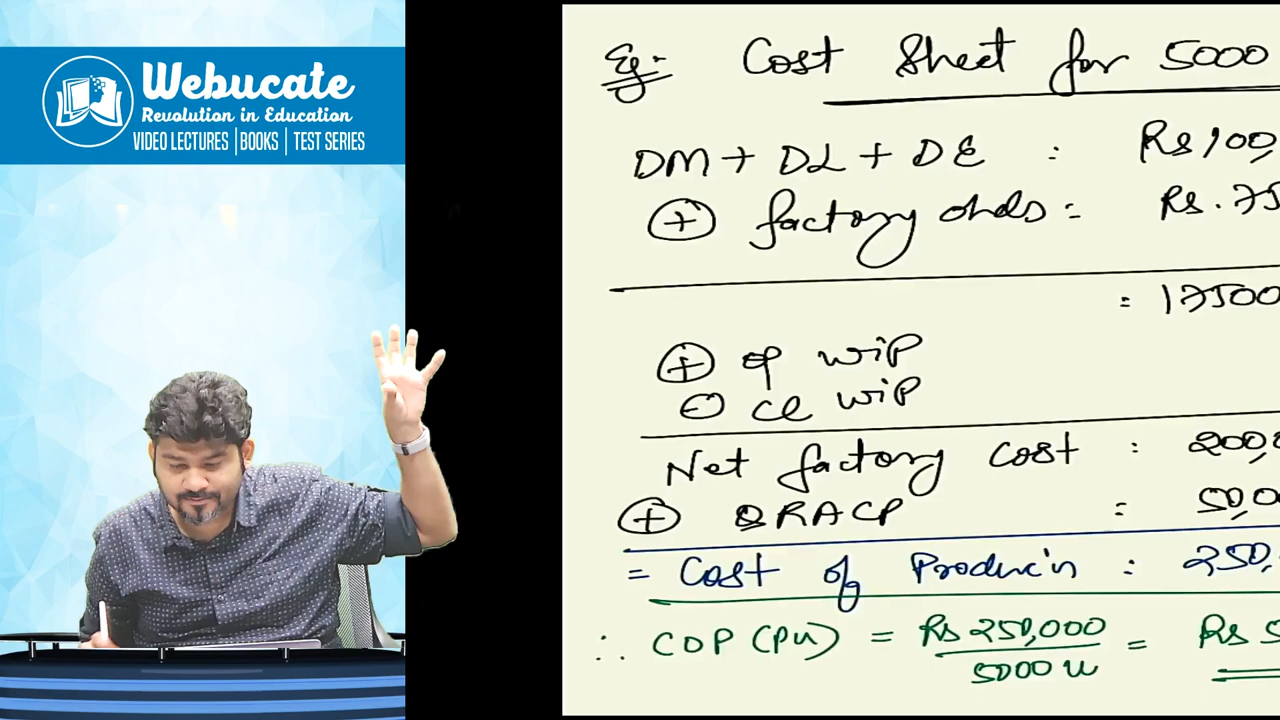 Webucate
Revolution in Education
VIDEO LECTURES | BOOKS | TEST SERIES
Eg:- Cost Sheet for 5000
DM + DL + DE : Rs 100,
+ factory ohds = Rs. 75
= 17500
+ op WIP
- Cl WIP
Net factory cost : 200,0
+ QRACP = 50,0
= Cost of Produc'n : 250,
∴ COP (PU) = Rs 250,000 / 5000 u = Rs 5